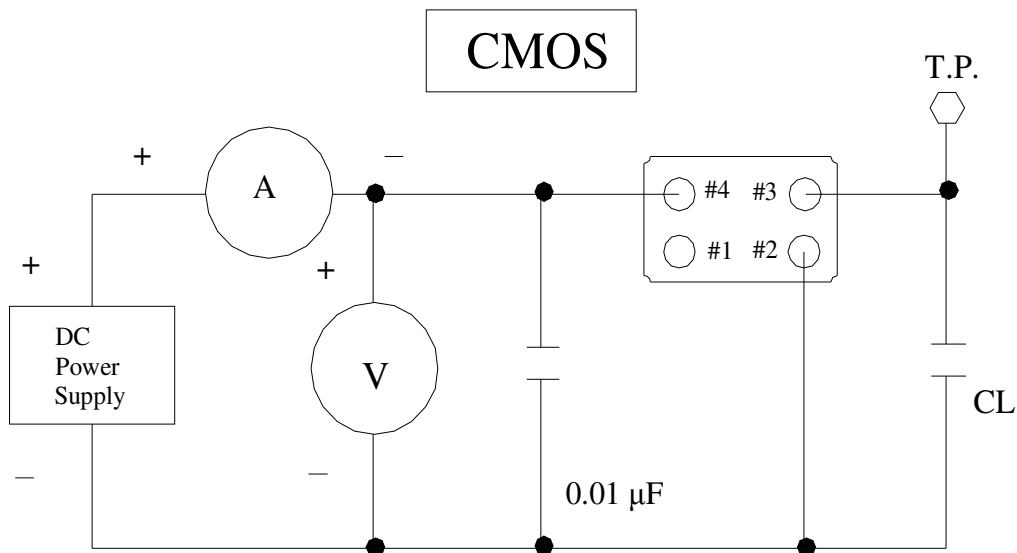 CMOS
T.P.
+
–
A
#4 #3
#1 #2
+
+
DC
Power
Supply
V
CL
–
–
0.01 μF